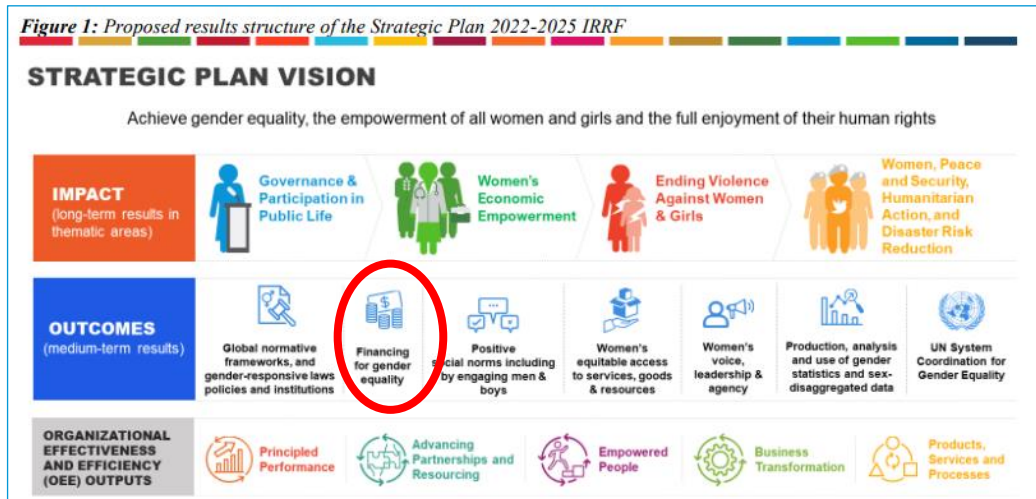 Figure 1: Proposed results structure of the Strategic Plan 2022-2025 IRRF
STRATEGIC PLAN VISION
Achieve gender equality, the empowerment of all women and girls and the full enjoyment of their human rights
IMPACT
(long-term results in
thematic areas)
Governance &
Participation in
Public Life
Women's
Economic
Empowerment
Ending Violence
Against Women
& Girls
Women, Peace
and Security,
Humanitarian
Action, and
Disaster Risk
Reduction
OUTCOMES
(medium-term results)
Global normative
frameworks, and
gender-responsive laws
policies and institutions
$
Financing
for gender
equality
Positive
social norms including
by engaging men &
boys
Women's
equitable access
to services, goods
& resources
Women's
voice,
leadership &
agency
Production, analysis
and use of gender
statistics and sex-
disaggregated data
UN System
Coordination for
Gender Equality
ORGANIZATIONAL
EFFECTIVENESS
AND EFFICIENCY
(OEE) OUTPUTS
Principled
Performance
Advancing
Partnerships and
Resourcing
Empowered
People
Business
Transformation
Products,
Services and
Processes